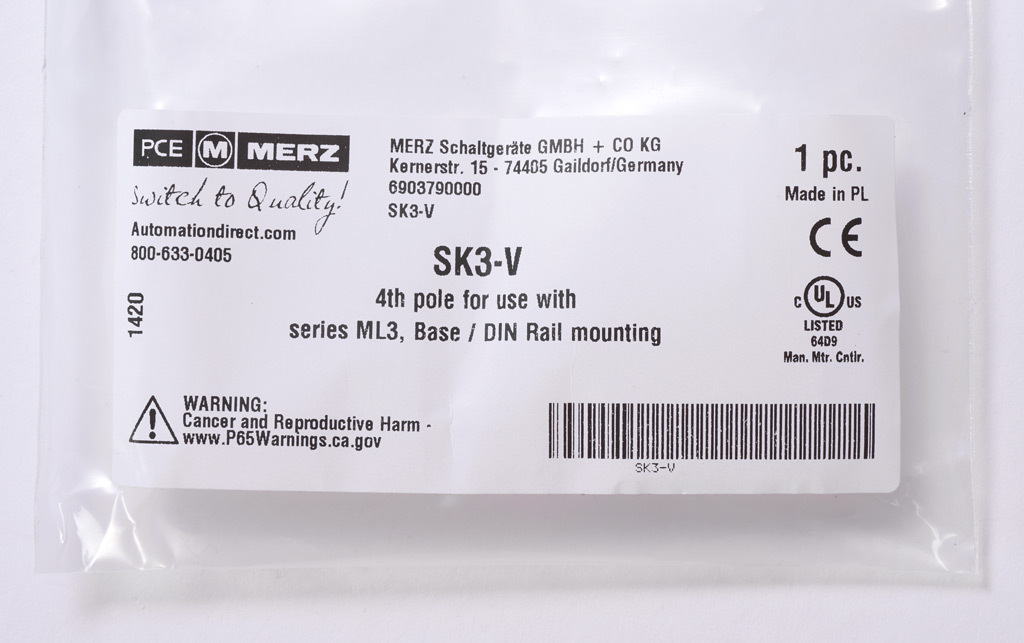 PCE M MERZ
Switch to Quality!
Automationdirect.com
800-633-0405
MERZ Schaltgeräte GMBH + CO KG
Kernerstr. 15 - 74405 Gaildorf/Germany
6903790000
SK3-V
1 pc.
Made in PL
CE
SK3-V
4th pole for use with
series ML3, Base / DIN Rail mounting
1420
C UL US
LISTED
64D9
Man. Mtr. Cntlr.
WARNING:
Cancer and Reproductive Harm -
www.P65Warnings.ca.gov
SK3-V